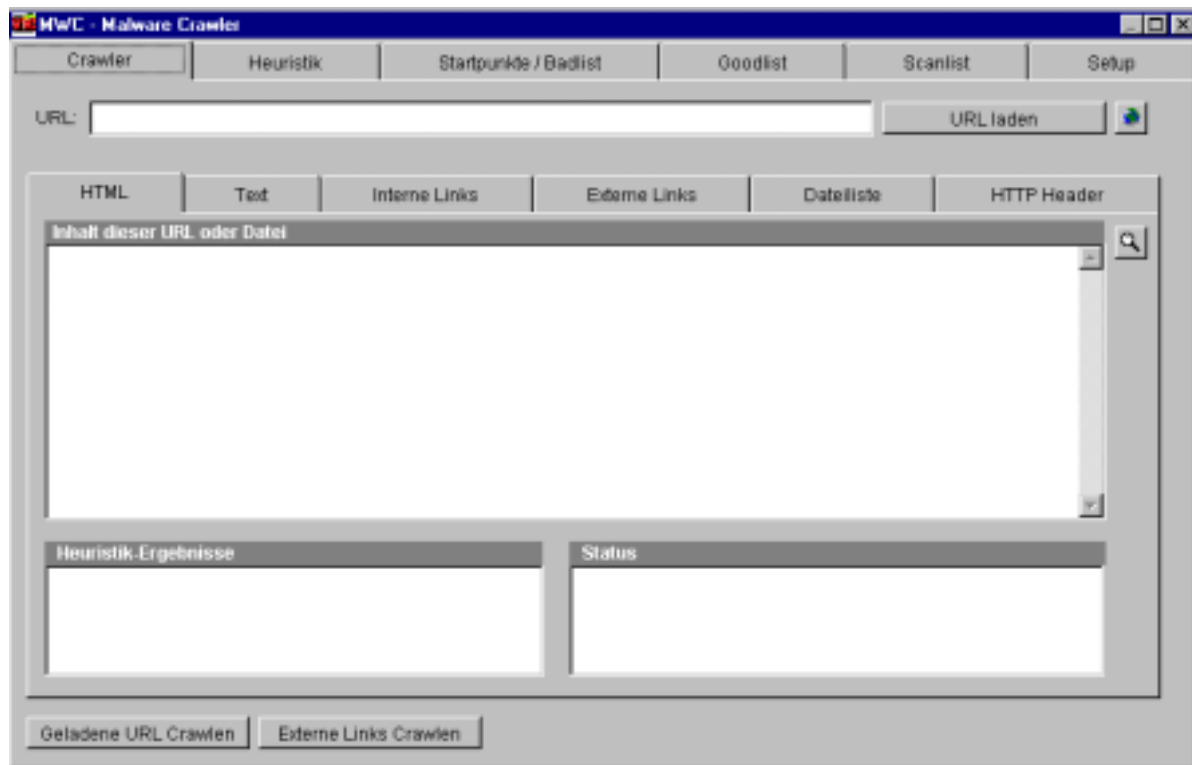 MWC - Malware Crawler
Crawler Heuristik Startpunkte / Badlist Goodlist Scanlist Setup
URL: URL laden
HTML Text Interne Links Externe Links Dateiliste HTTP Header
Inhalt dieser URL oder Datei
Heuristik-Ergebnisse Status
Geladene URL Crawlen Externe Links Crawlen